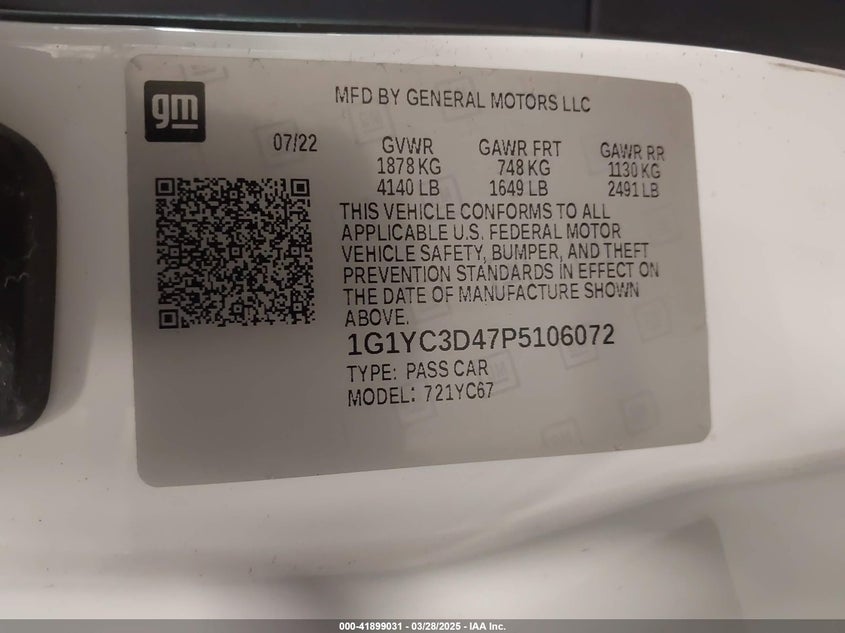 gm
MFD BY GENERAL MOTORS LLC
07/22
GVWR GAWR FRT GAWR RR
1878 KG 748 KG 1130 KG
4140 LB 1649 LB 2491 LB
THIS VEHICLE CONFORMS TO ALL
APPLICABLE U.S. FEDERAL MOTOR
VEHICLE SAFETY, BUMPER, AND THEFT
PREVENTION STANDARDS IN EFFECT ON
THE DATE OF MANUFACTURE SHOWN
ABOVE.
1G1YC3D47P5106072
TYPE: PASS CAR
MODEL: 721YC67
000-41899031 | 03/28/2025 - IAA Inc.